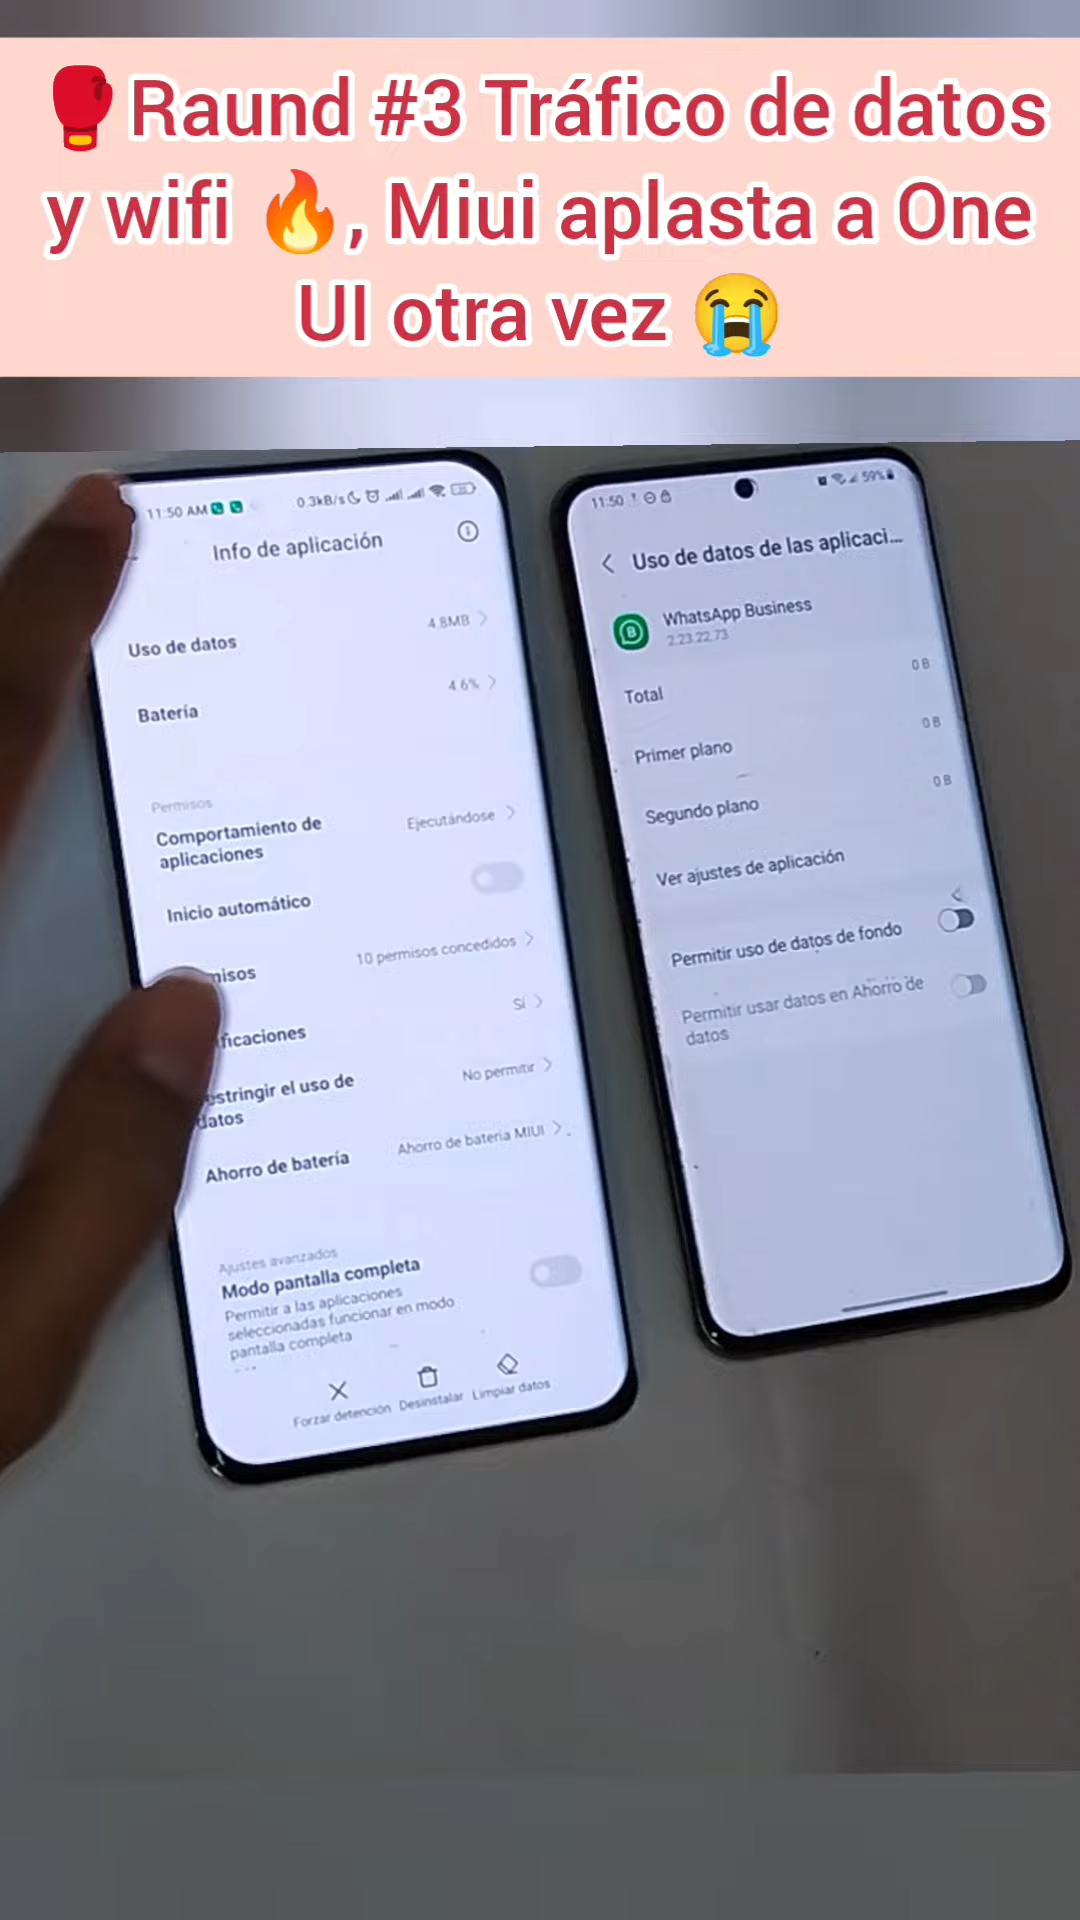 🥊Raund #3 Tráfico de datos
y wifi 🔥, Miui aplasta a One
UI otra vez 😭
11:50 AM
0.3kB/s
Info de aplicación
Uso de datos
4.8MB
Batería
4.6%
Permisos
Comportamiento de
aplicaciones
Ejecutándose
Inicio automático
misos
10 permisos concedidos
ificaciones
Sí
estringir el uso de
datos
No permitir
Ahorro de batería
Ahorro de batería MIUI
Ajustes avanzados
Modo pantalla completa
Permitir a las aplicaciones
seleccionadas funcionar en modo
pantalla completa
Forzar detención
Desinstalar
Limpiar datos
11:50
59%
Uso de datos de las aplicaci...
WhatsApp Business
2.23.22.73
Total
0 B
Primer plano
0 B
Segundo plano
0 B
Ver ajustes de aplicación
Permitir uso de datos de fondo
Permitir usar datos en Ahorro de
datos